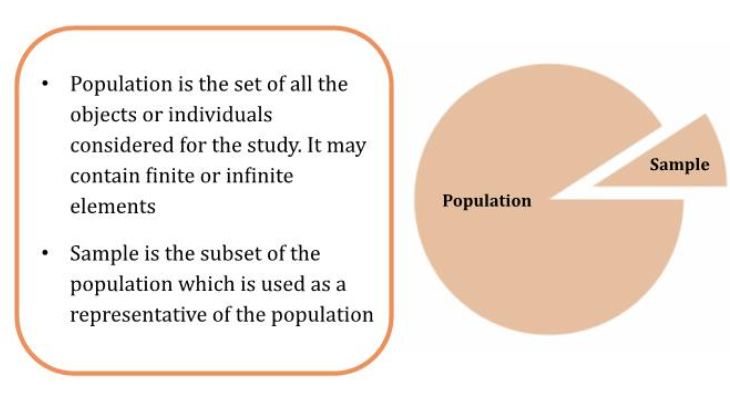 • Population is the set of all the
objects or individuals
considered for the study. It may
contain finite or infinite
elements
• Sample is the subset of the
population which is used as a
representative of the population
Sample
Population